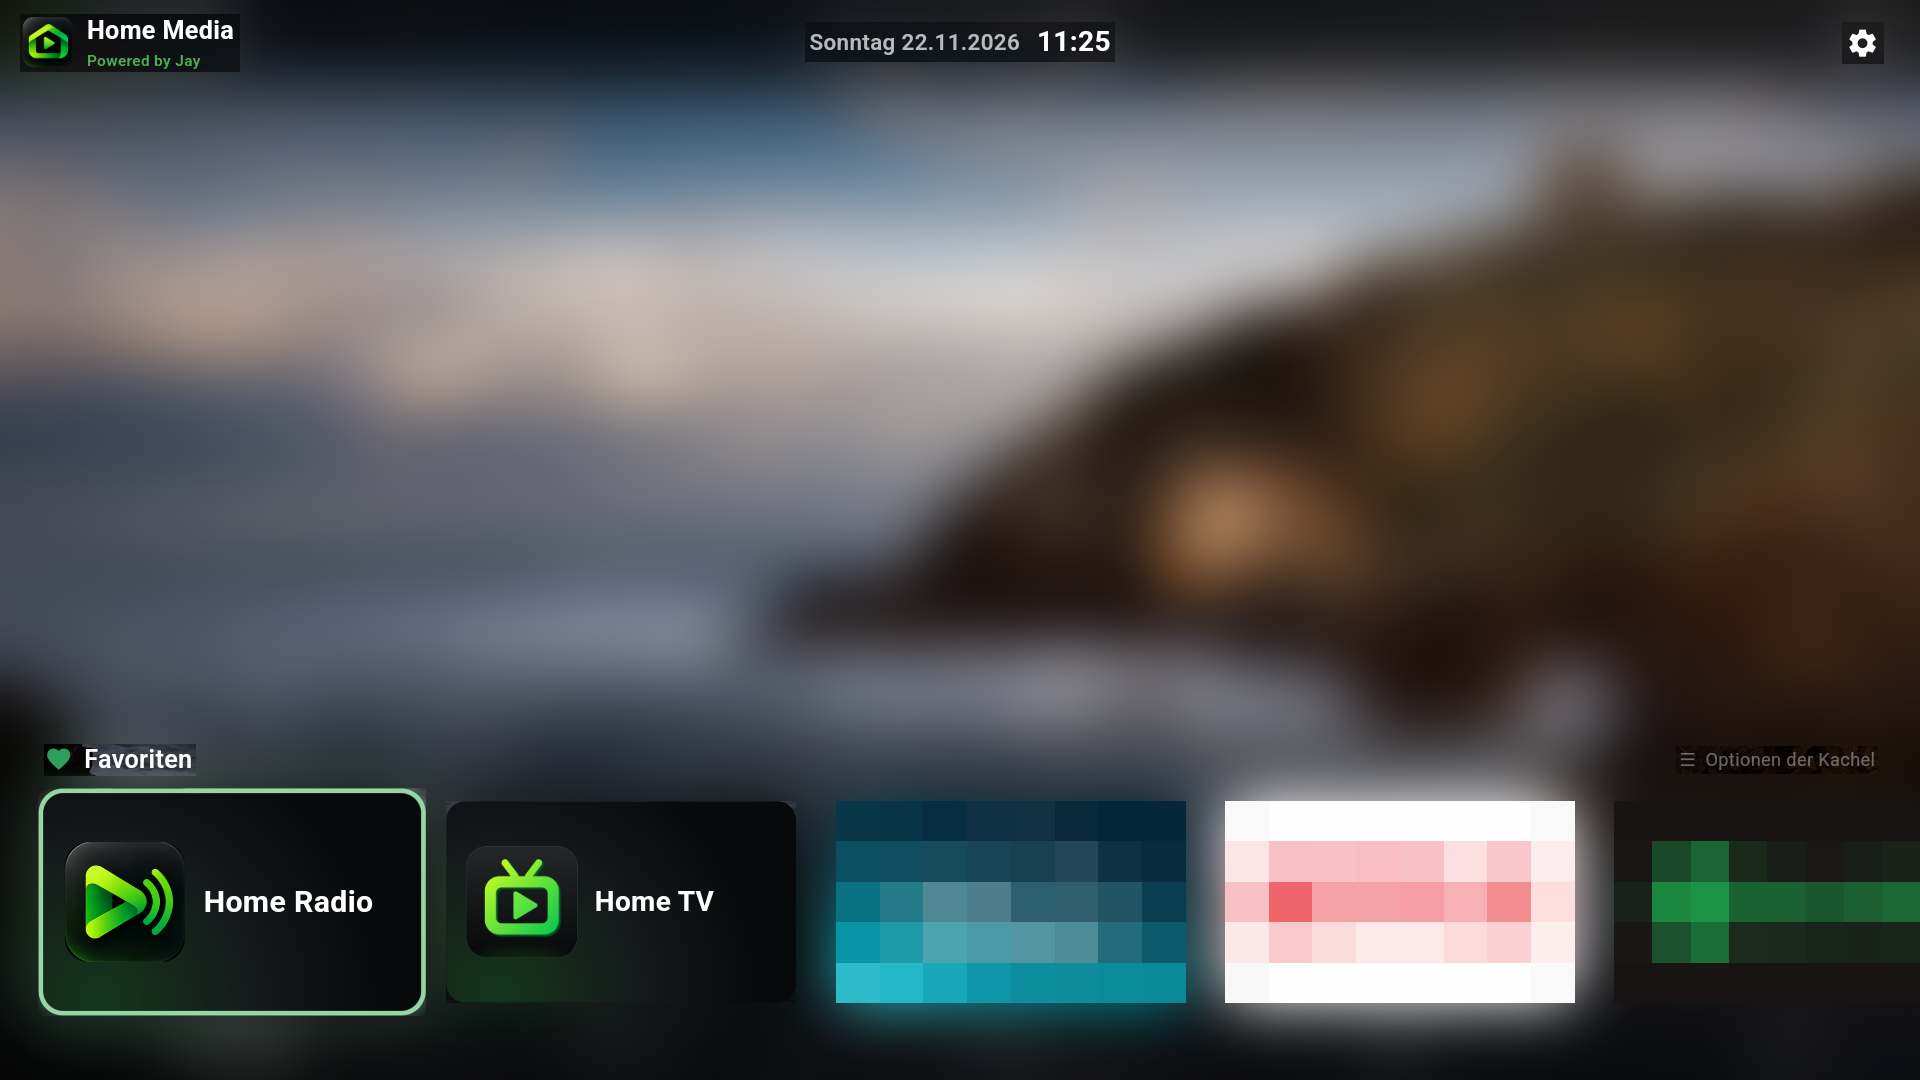 Home Media
Powered by Jay
Sonntag 22.11.2026 11:25
Favoriten
Optionen der Kachel
Home Radio
Home TV